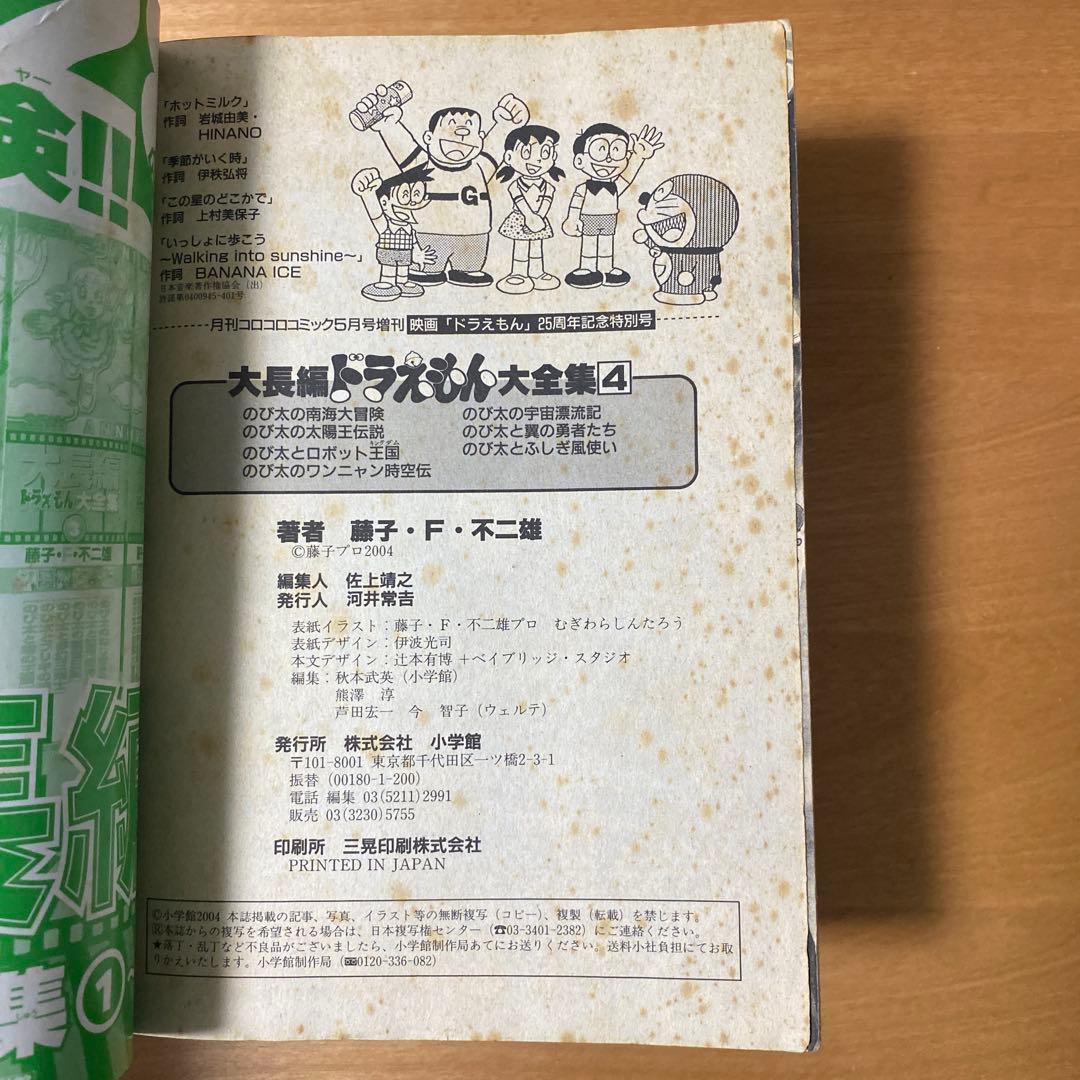 ヤー
険!!
ドラえもん 大全集
藤子・F・不二雄
集①
「ホットミルク」
作詞 岩城由美・
HINANO
「季節がいく時」
作詞 伊秩弘将
「この星のどこかで」
作詞 上村美保子
「いっしょに歩こう
～Walking into sunshine～」
作詞 BANANA ICE
日本音楽著作権協会（出）
許諾第0400945-401号
G
月刊コロコロコミック5月号増刊 映画「ドラえもん」25周年記念特別号
大長編ドラえもん大全集4
のび太の南海大冒険 のび太の宇宙漂流記
のび太の太陽王伝説 のび太と翼の勇者たち
キングダム
のび太とロボット王国 のび太とふしぎ風使い
のび太のワンニャン時空伝
著者 藤子・F・不二雄
©藤子プロ2004
編集人 佐上靖之
発行人 河井常吉
表紙イラスト：藤子・F・不二雄プロ むぎわらしんたろう
表紙デザイン：伊波光司
本文デザイン：辻本有博＋ベイブリッジ・スタジオ
編集：秋本武英(小学館)
熊澤 淳
芦田宏一 今 智子(ウェルテ)
発行所 株式会社 小学館
〒101-8001 東京都千代田区一ツ橋2-3-1
振替 (00180-1-200)
電話 編集 03(5211)2991
販売 03(3230)5755
印刷所 三晃印刷株式会社
PRINTED IN JAPAN
©小学館2004 本誌掲載の記事、写真、イラスト等の無断複写（コピー）、複製（転載）を禁じます。
Ⓡ本誌からの複写を希望される場合は、日本複写権センター（☎03-3401-2382）にご連絡ください。
★落丁・乱丁など不良品がございましたら、小学館制作局あてにお送りください。送料小社負担にてお取
りかえいたします。小学館制作局（0120-336-082）